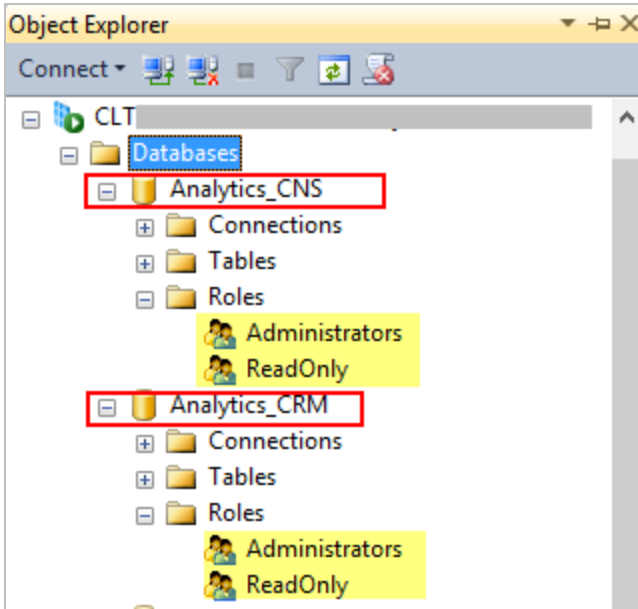 Object Explorer
Connect
CLT
Databases
Analytics_CNS
Connections
Tables
Roles
Administrators
ReadOnly
Analytics_CRM
Connections
Tables
Roles
Administrators
ReadOnly